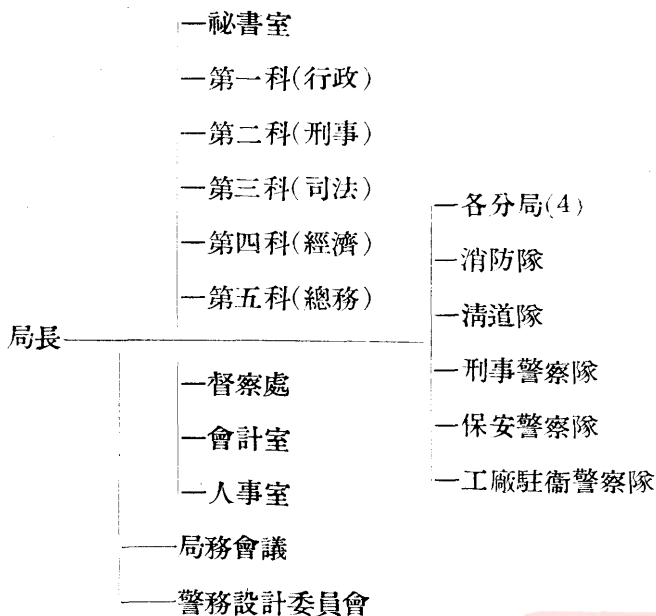 秘書室
第一科(行政)
第二科(刑事)
第三科(司法)
第四科(經濟)
第五科(總務)
局長
督察處
會計室
人事室
局務會議
警務設計委員會
各分局(4)
消防隊
淸道隊
刑事警察隊
保安警察隊
工廠駐衞警察隊